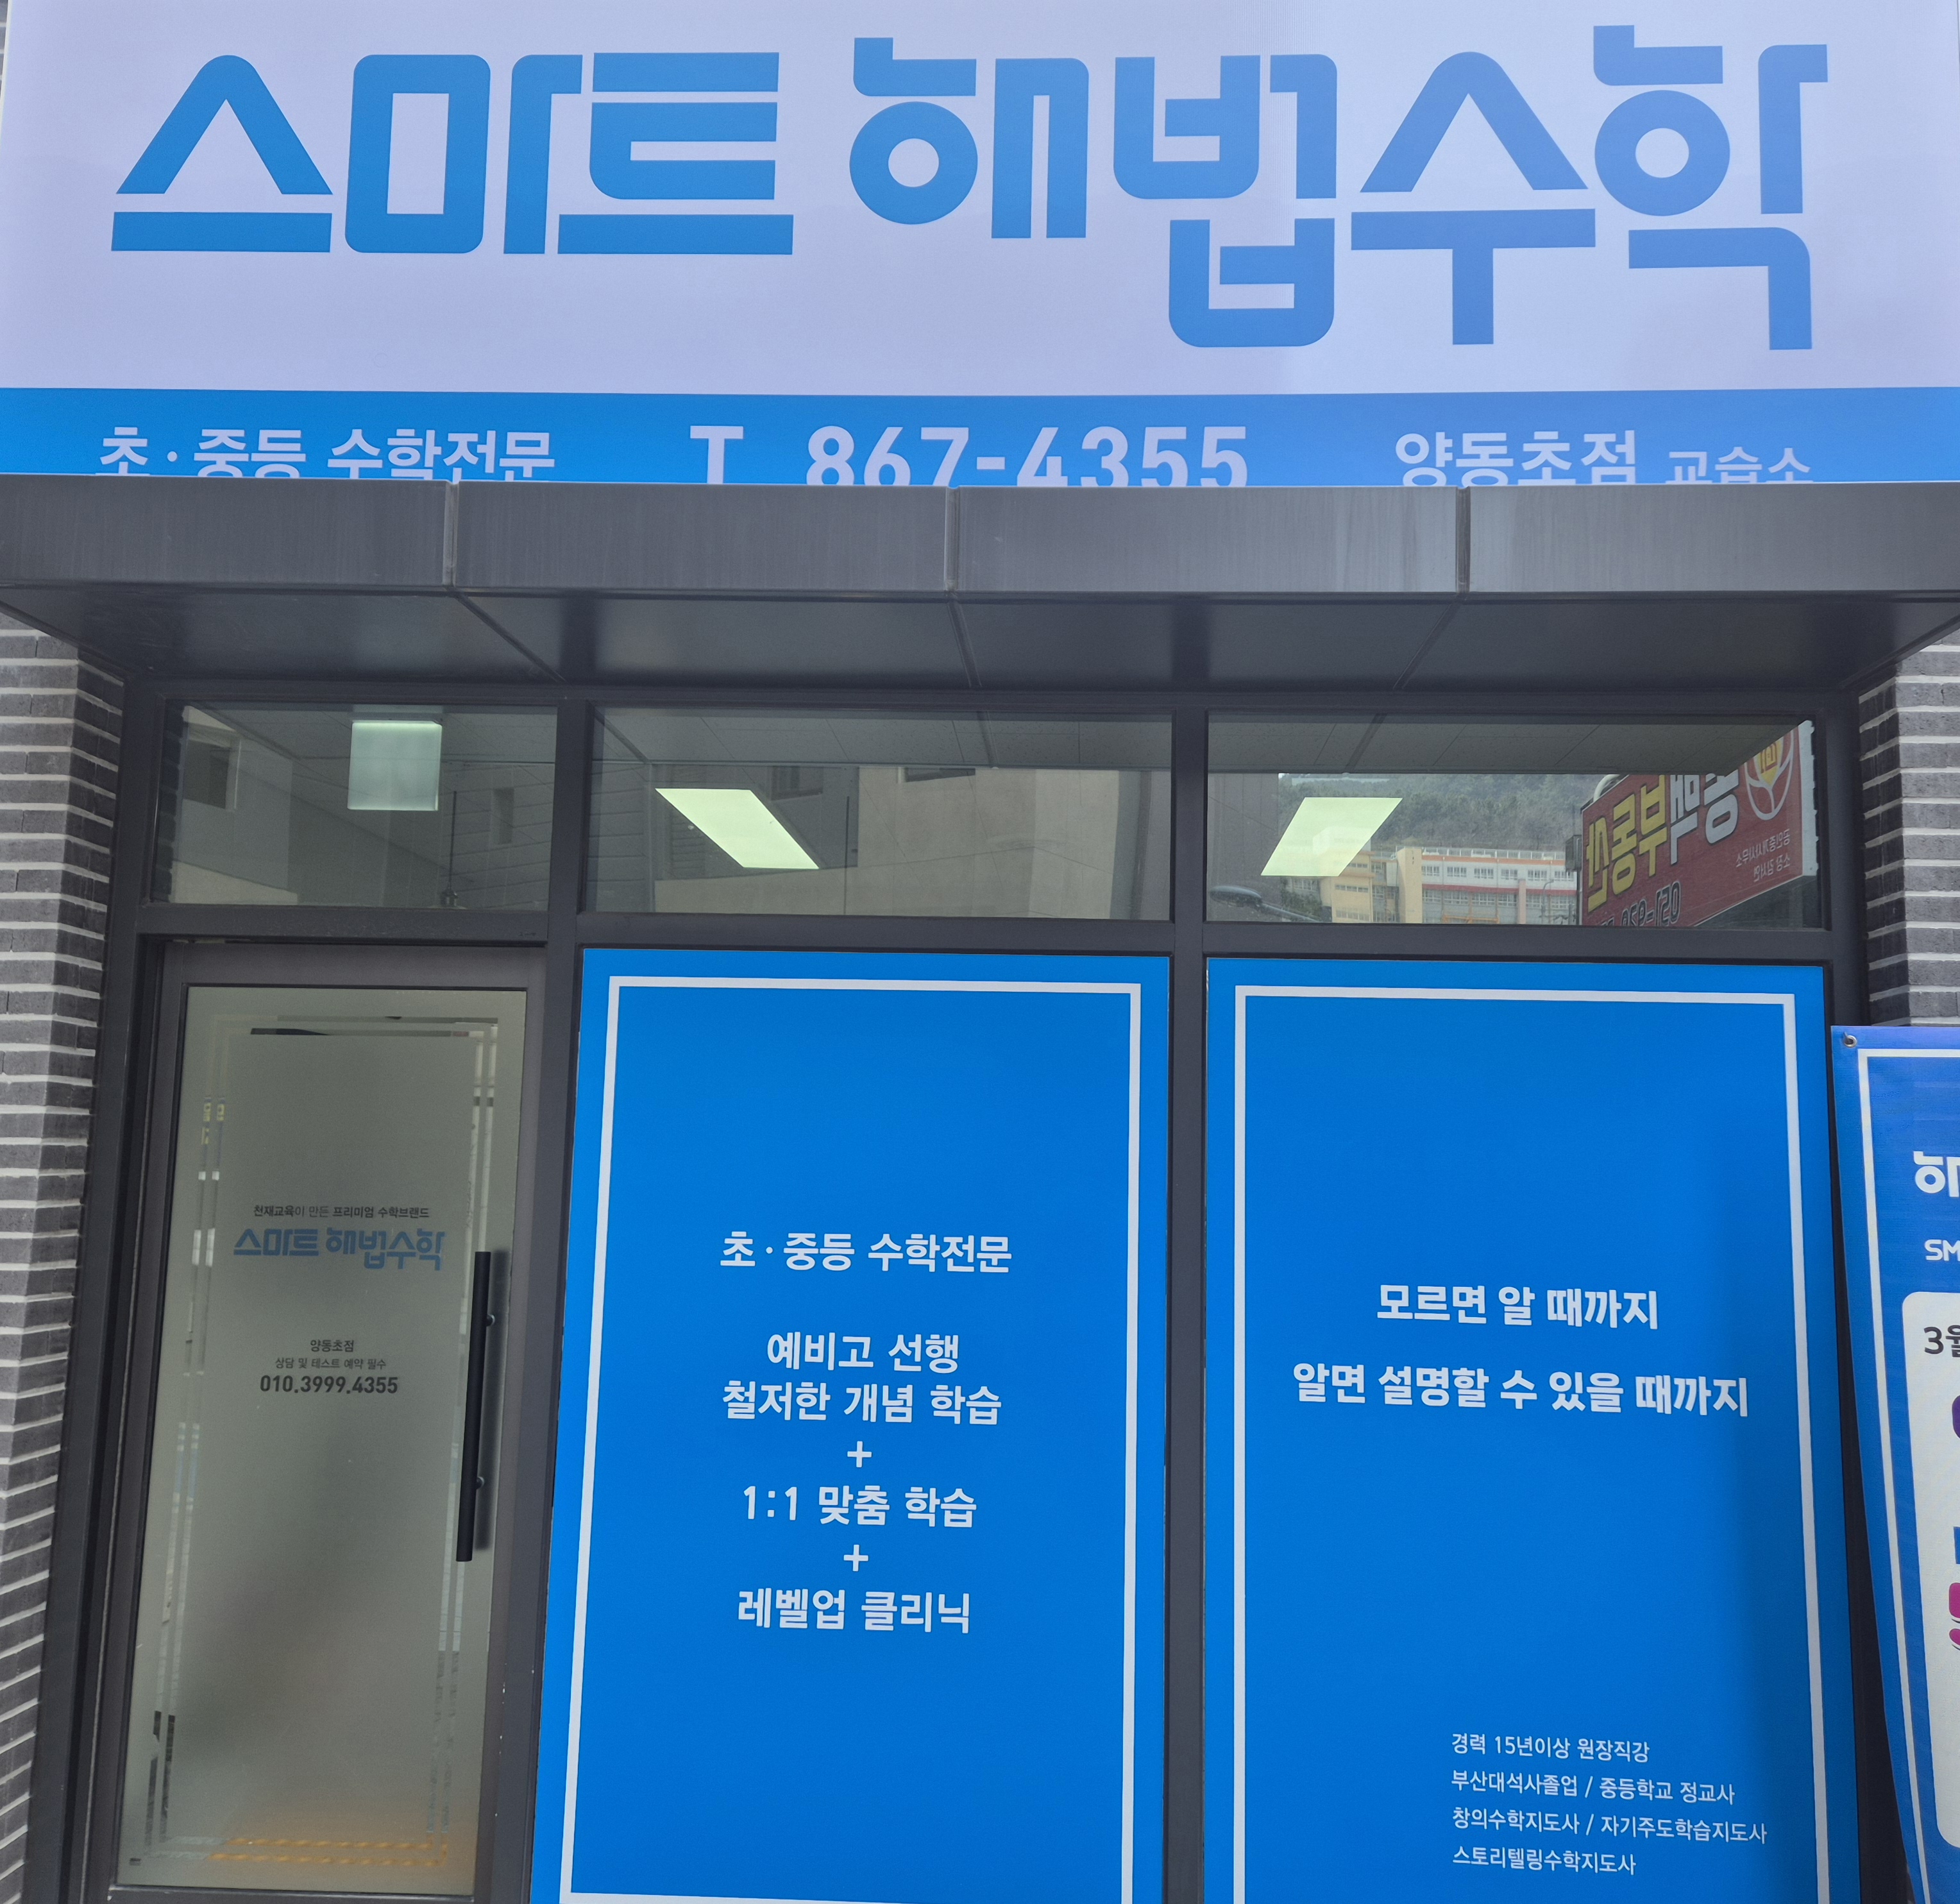 스마트 해법수학
초·중등 수학전문 T 867-4355 양동초점 교습소
천재교육이 만든 프리미엄 수학브랜드
스마트 해법수학
양동초점
상담 및 테스트 예약 필수
010.3999.4355
초·중등 수학전문
예비고 선행
철저한 개념 학습
+
1:1 맞춤 학습
+
레벨업 클리닉
모르면 알 때까지
알면 설명할 수 있을 때까지
경력 15년이상 원장직강
부산대석사졸업 / 중등학교 정교사
창의수학지도사 / 자기주도학습지도사
스토리텔링수학지도사
SM
3월